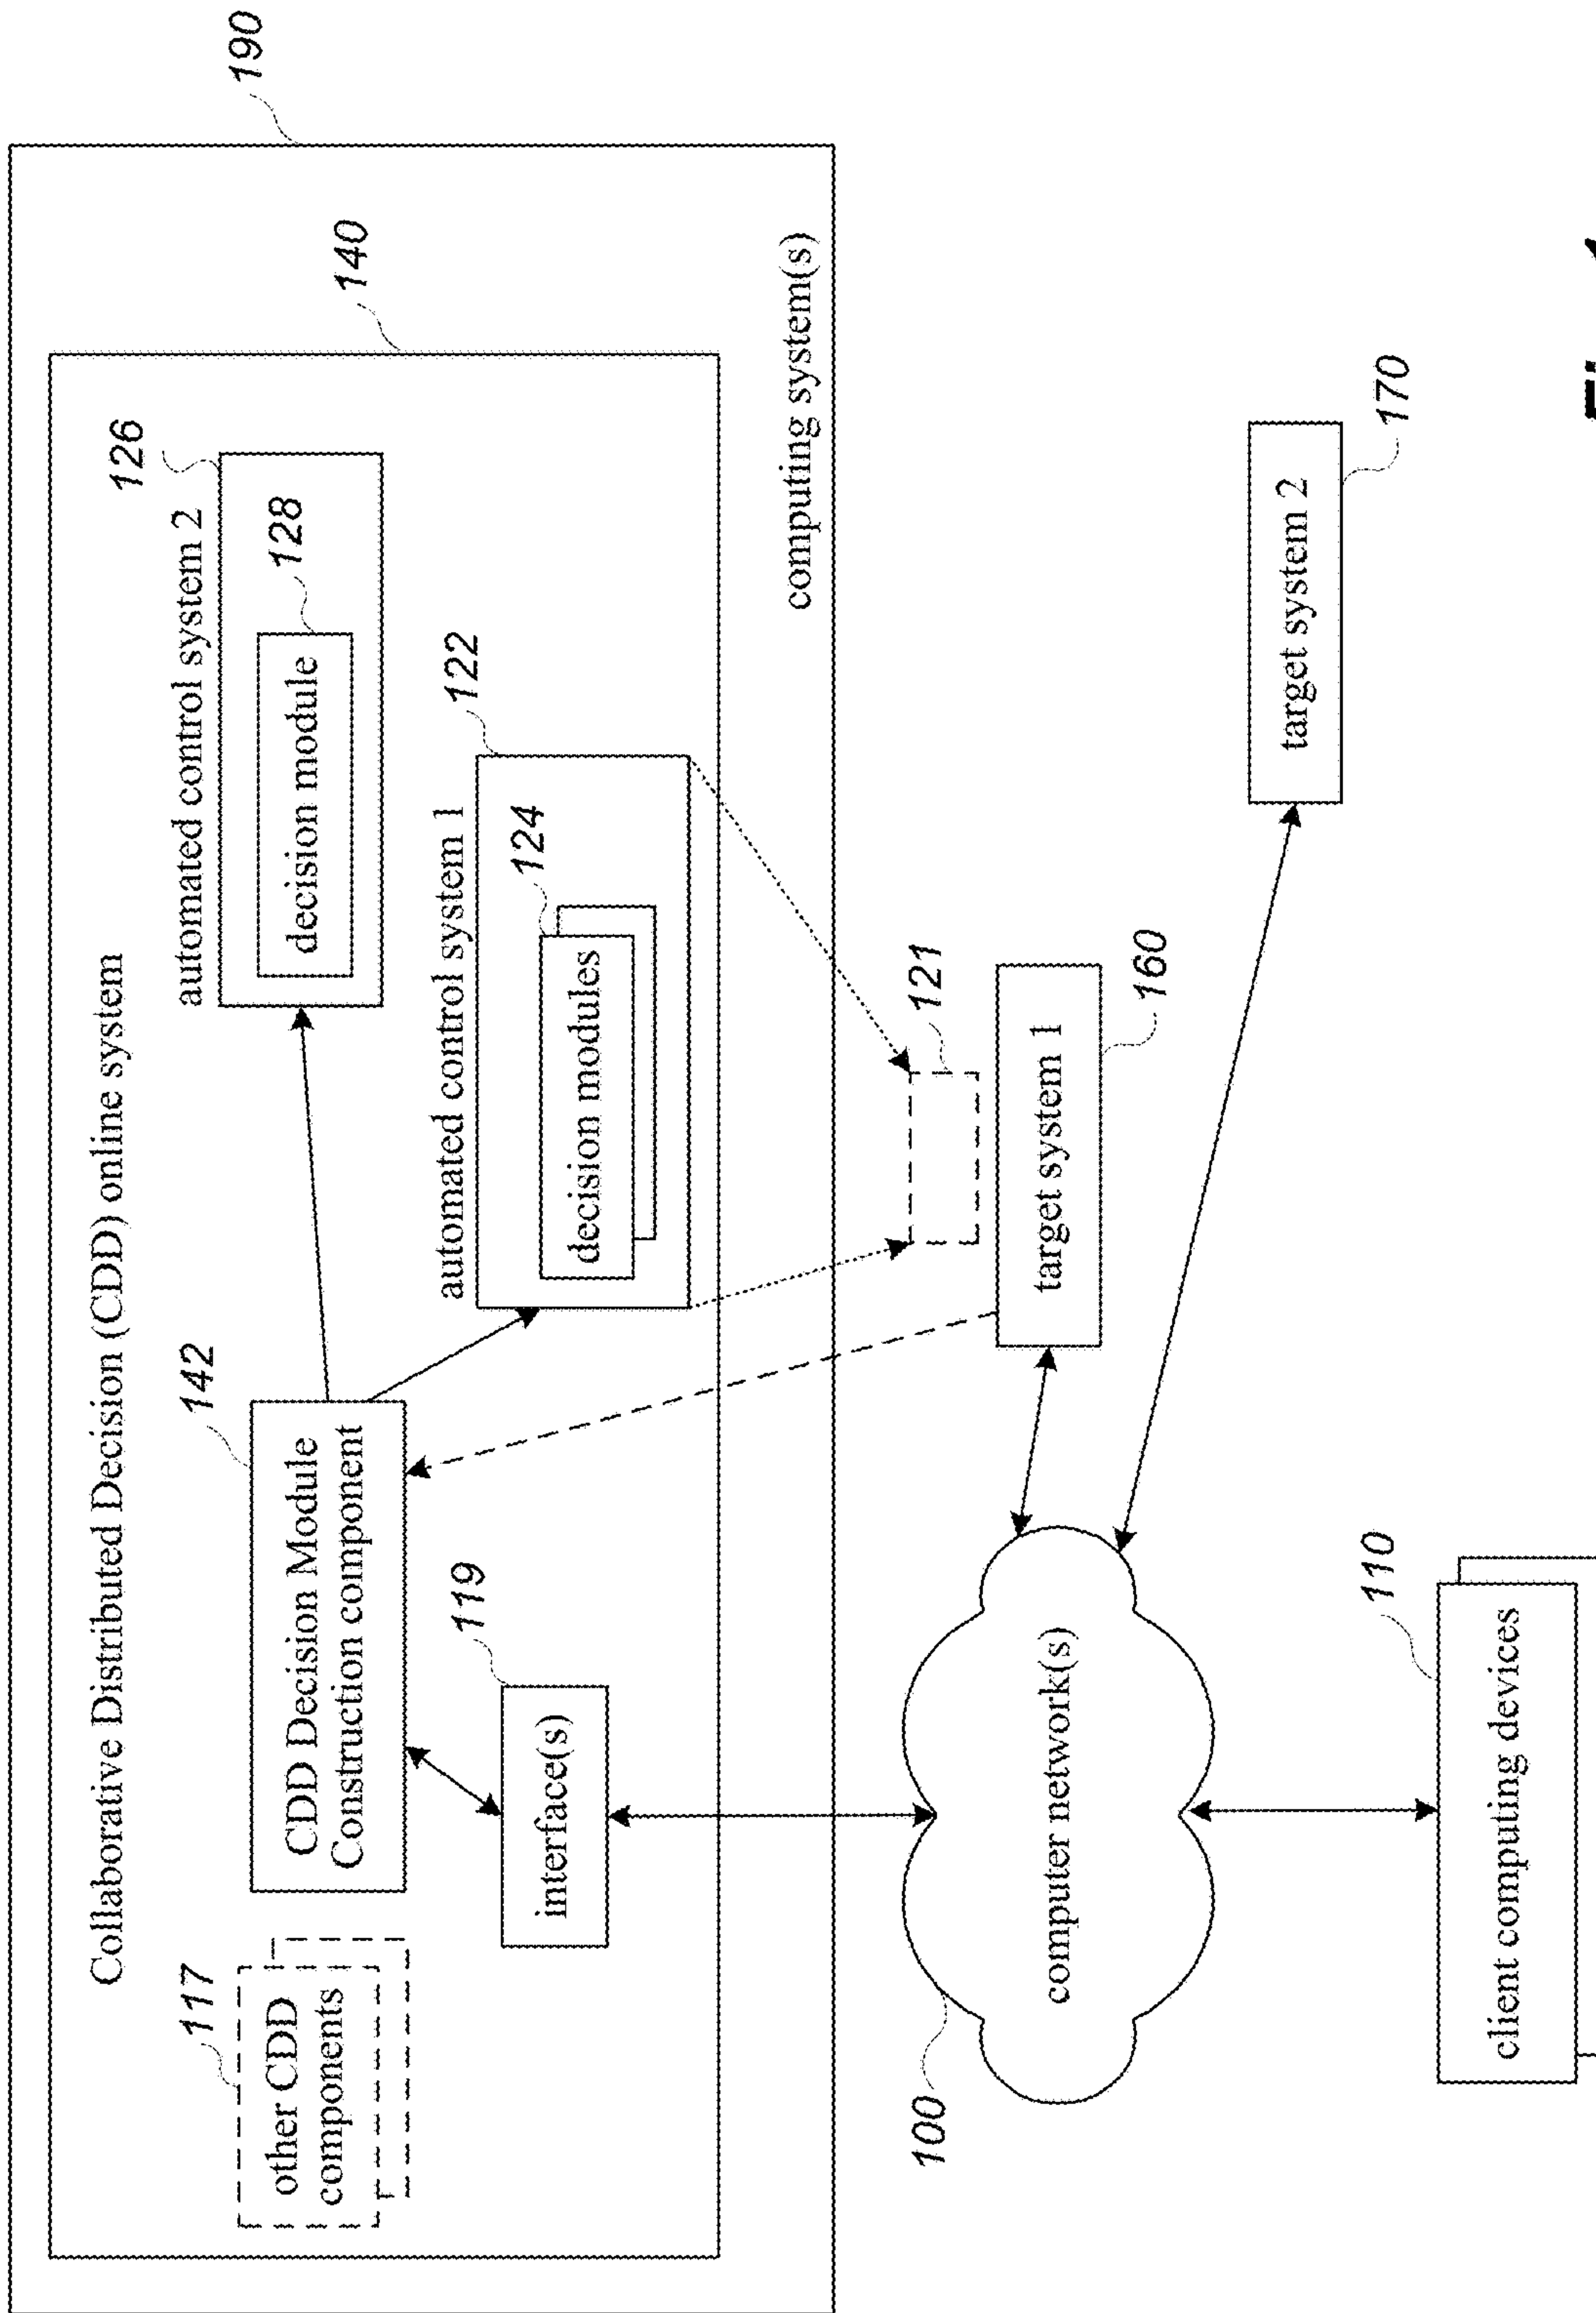 190
Collaborative Distributed Decision (CDD) online system
140
117
other CDD
components
142
CDD Decision Module
Construction component
automated control system 2
126
decision module
128
119
interface(s)
automated control system 1
122
decision modules
124
computing system(s)
121
100
computer network(s)
target system 1
160
target system 2
170
110
client computing devices